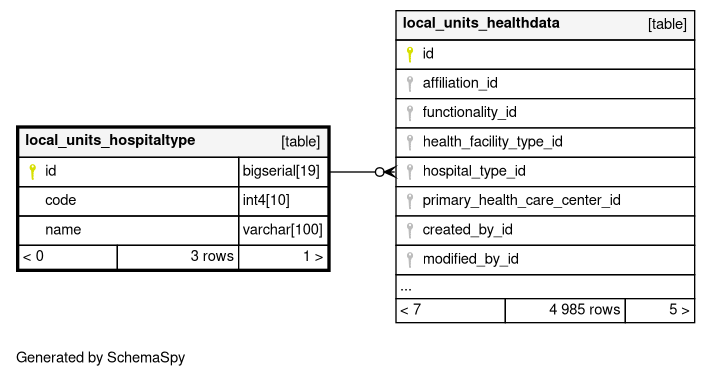 local_units_hospitaltype [table]
id bigserial[19]
code int4[10]
name varchar[100]
< 0 3 rows 1 >
local_units_healthdata [table]
id
affiliation_id
functionality_id
health_facility_type_id
hospital_type_id
primary_health_care_center_id
created_by_id
modified_by_id
...
< 7 4 985 rows 5 >
Generated by SchemaSpy